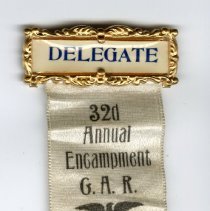 DELEGATE
32d
Annual
Encampment
G. A. R.